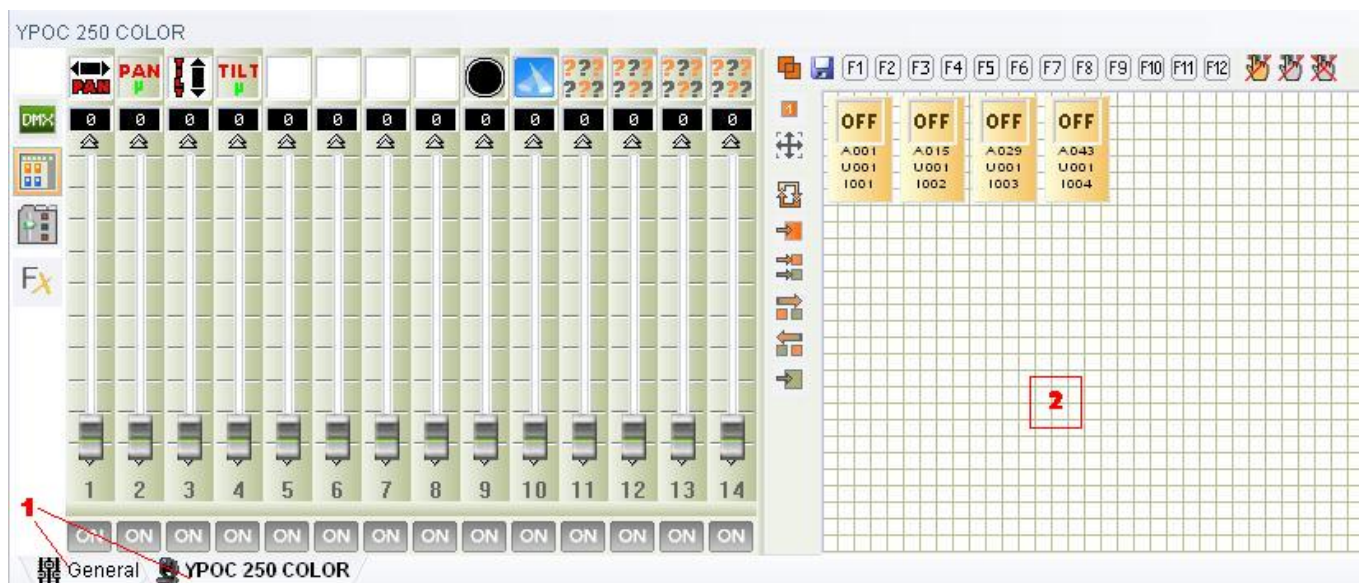 YPOC 250 COLOR
PAN PAN µ TILT µ ??? ??? ??? ??? ??? ??? ??? ???
F1 F2 F3 F4 F5 F6 F7 F8 F9 F10 F11 F12
DMX 0 0 0 0 0 0 0 0 0 0 0 0 0 0
1
OFF OFF OFF OFF
A001 A015 A029 A043
U001 U001 U001 U001
I001 I002 I003 I004
Fx
2
1 2 3 4 5 6 7 8 9 10 11 12 13 14
1
ON ON ON ON ON ON ON ON ON ON ON ON ON ON
General YPOC 250 COLOR